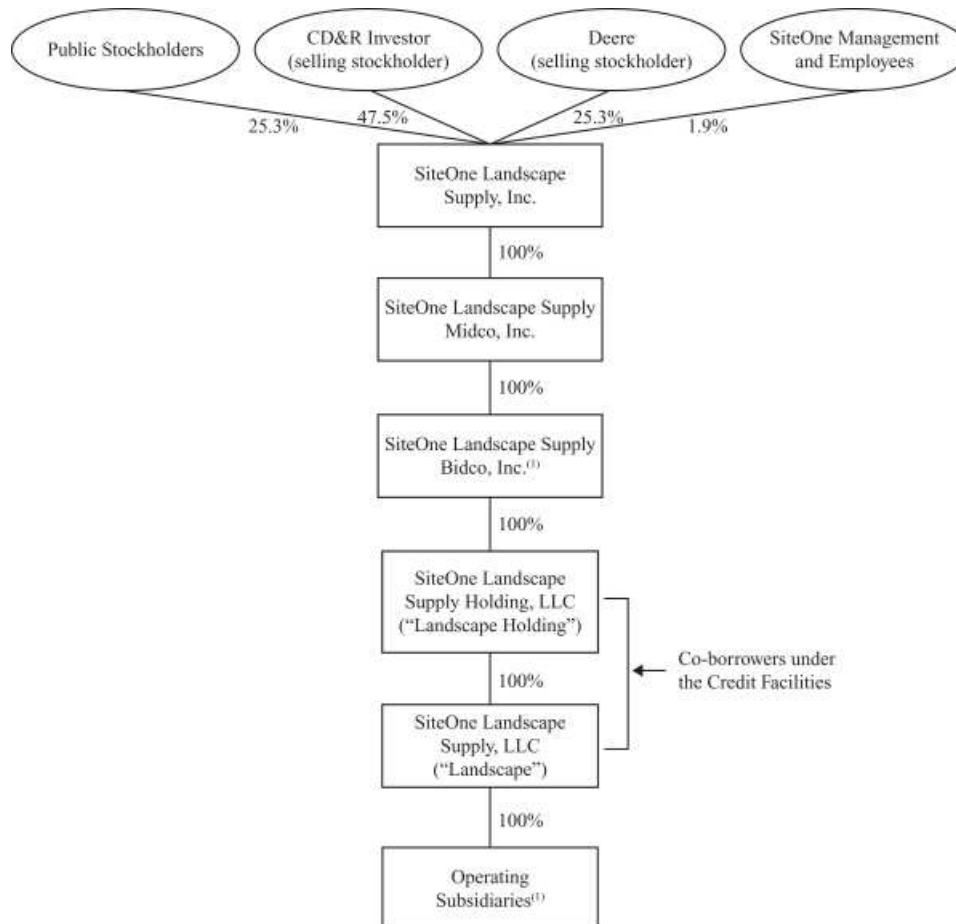 Public Stockholders
CD&R Investor
(selling stockholder)
Deere
(selling stockholder)
SiteOne Management
and Employees
25.3%
47.5%
25.3%
1.9%
SiteOne Landscape
Supply, Inc.
100%
SiteOne Landscape Supply
Midco, Inc.
100%
SiteOne Landscape Supply
Bidco, Inc.(1)
100%
SiteOne Landscape
Supply Holding, LLC
(“Landscape Holding”)
Co-borrowers under
the Credit Facilities
100%
SiteOne Landscape
Supply, LLC
(“Landscape”)
100%
Operating
Subsidiaries(1)